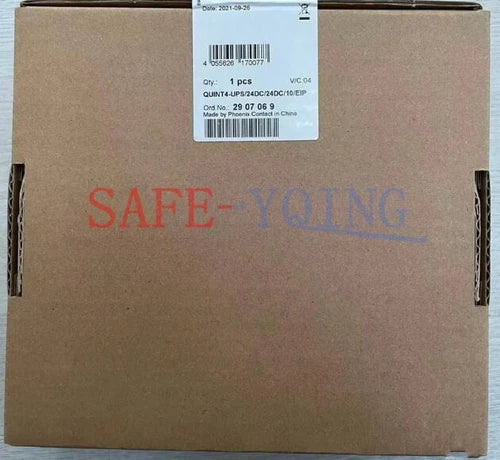 Date: 2021-09-26
4 055626 170077
Qty.: 1 pcs V/C 04
QUINT4-UPS/24DC/24DC/10/EIP
Ord.No.: 29 07 06 9
Made by Phoenix Contact in China
SAFE-YQING